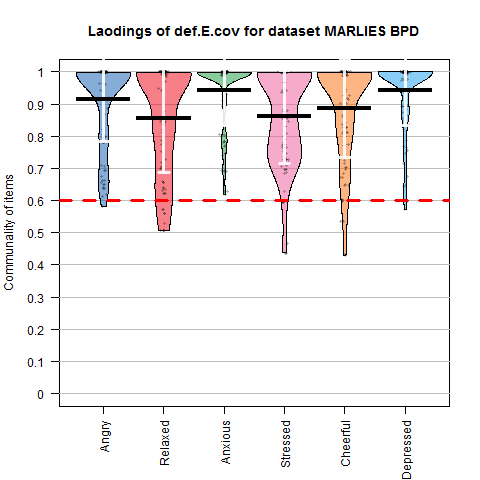 Laodings of def.E.cov for dataset MARLIES BPD
Communality of items
1
0.9
0.8
0.7
0.6
0.5
0.4
0.3
0.2
0.1
0
Angry
Relaxed
Anxious
Stressed
Cheerful
Depressed